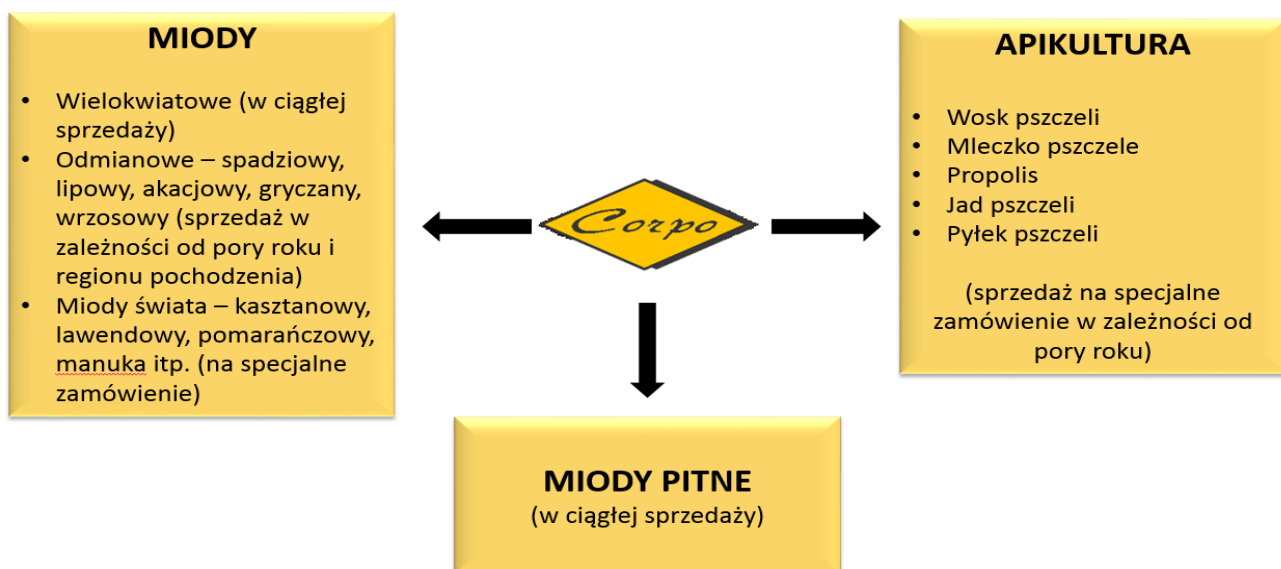 MIODY
• Wielokwiatowe (w ciągłej
sprzedaży)
• Odmianowe – spadziowy,
lipowy, akacjowy, gryczany,
wrzosowy (sprzedaż w
zależności od pory roku i
regionu pochodzenia)
• Miody świata – kasztanowy,
lawendowy, pomarańczowy,
manuka itp. (na specjalne
zamówienie)
Corpo
APIKULTURA
• Wosk pszczeli
• Mleczko pszczele
• Propolis
• Jad pszczeli
• Pyłek pszczeli
(sprzedaż na specjalne
zamówienie w zależności od
pory roku)
MIODY PITNE
(w ciągłej sprzedaży)